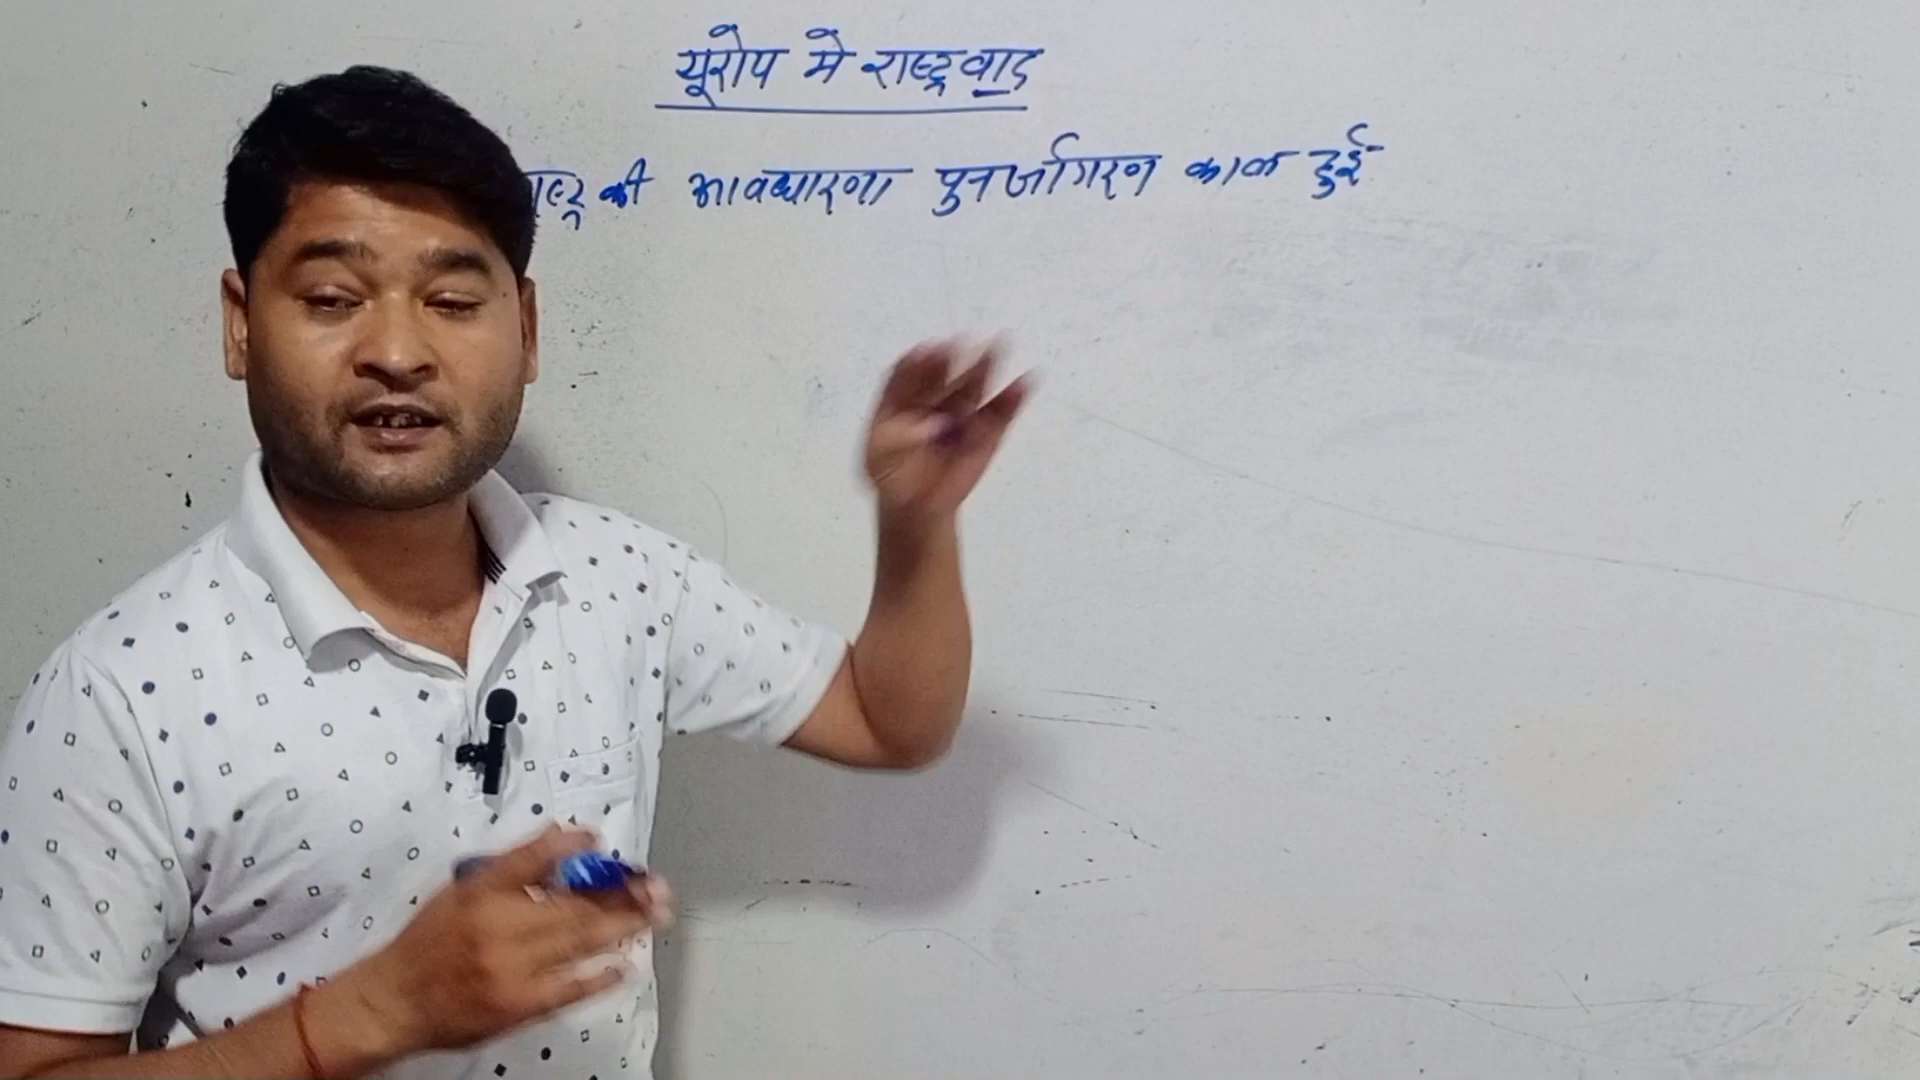 यूरोप मे राष्ट्रवाद
की आवधारणा पुनर्जागरण काल हुई